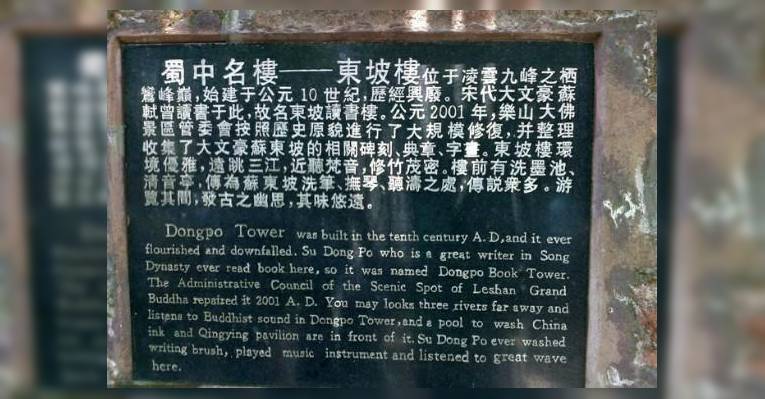 蜀中名樓——東坡樓位于凌雲九峰之栖
鸞峰巔,始建于公元 10 世紀,歷經興廢。宋代大文豪蘇
軾曾讀書于此,故名東坡讀書樓。公元 2001 年,樂山大佛
景區管委會按照歷史原貌進行了大規模修復,并整理
收集了大文豪蘇東坡的相關碑刻、典章、字畫。東坡樓環
境優雅,遠眺三江,近聽梵音,修竹茂密。樓前有洗墨池、
清音亭,傳為蘇東坡洗筆、撫琴、聽濤之處,傳說衆多。游
覽其間,發古之幽思,其味悠遠。
Dongpo Tower was built in the tenth century A.D,and it ever
flourished and downfalled. Su Dong Po who is a great writer in Song
Dynasty ever read book here, so it was named Dongpo Book Tower.
The Administrative Council of the Scenic Spot of Leshan Grand
Buddha repaized it 2001 A. D. You may looks three rivers far away and
listens to Buddhist sound in Dongpo Tower,and a pool to wash China
ink and Qingying pavilion are in front of it. Su Dong Po ever washed
writing brush, played music instrument and listened to great wave
here.